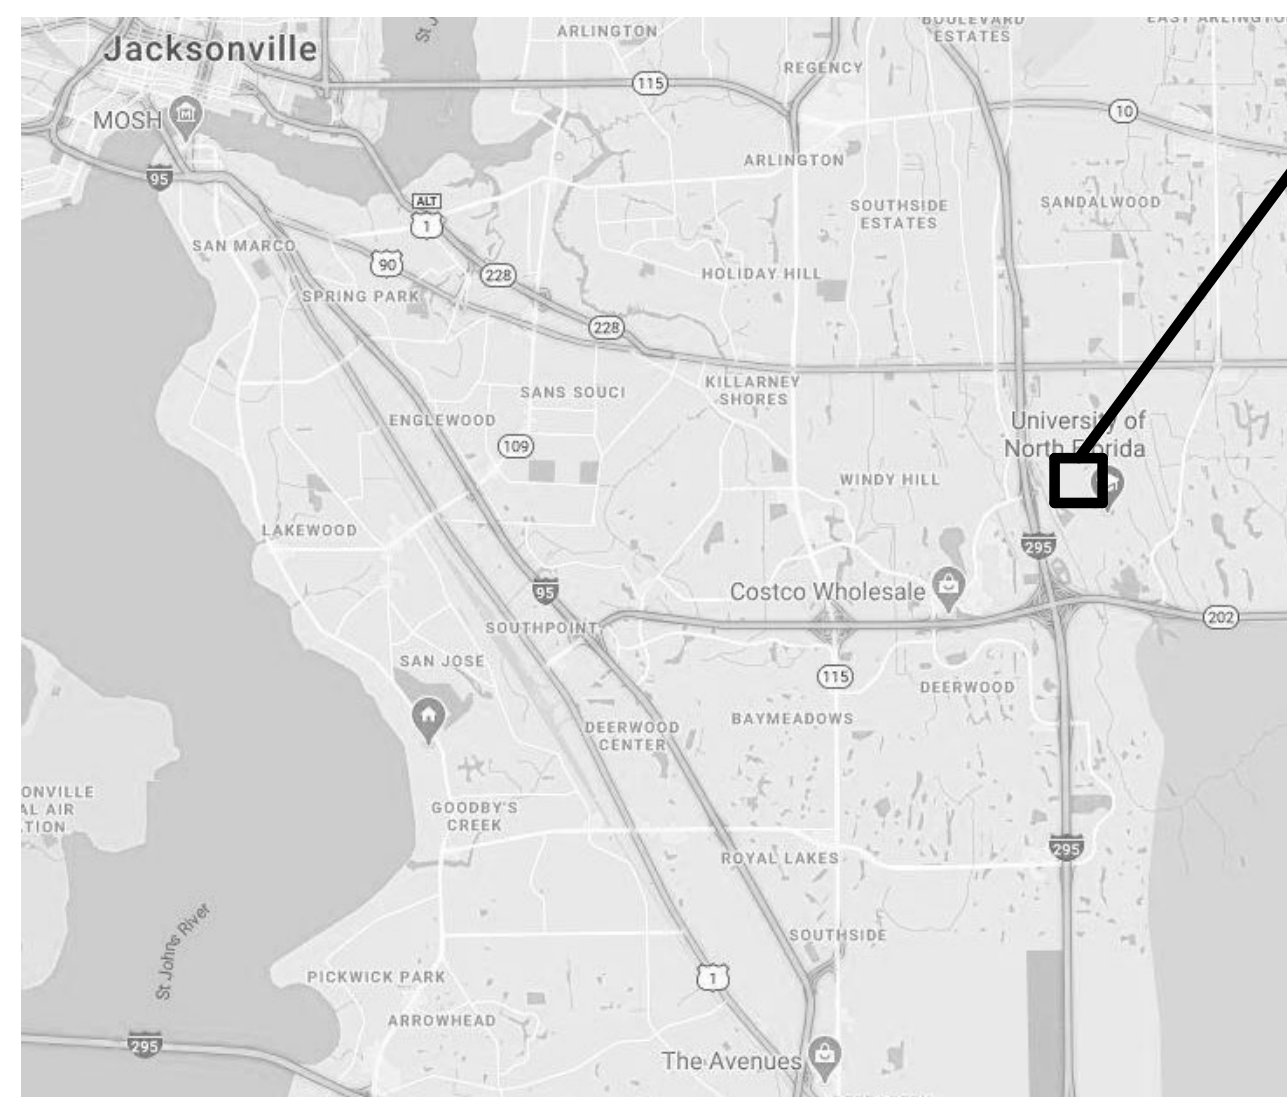 BOULEVARD
ESTATES
ARLINGTON
Jacksonville
REGENCY
115
10
MOSH
ARLINGTON
95
ALT
1
SOUTHSIDE
ESTATES
SANDALWOOD
SAN MARCO
90
228
HOLIDAY HILL
SPRING PARK
228
SANS SOUCI
KILLARNEY
SHORES
ENGLEWOOD
University of
North Florida
109
WINDY HILL
LAKEWOOD
295
95
Costco Wholesale
202
SOUTHPOINT
SAN JOSE
115
DEERWOOD
BAYMEADOWS
DEERWOOD
CENTER
ONVILLE
AL AIR
TION
GOODBY'S
CREEK
295
ROYAL LAKES
St Johns River
SOUTHSIDE
PICKWICK PARK
1
ARROWHEAD
295
The Avenues